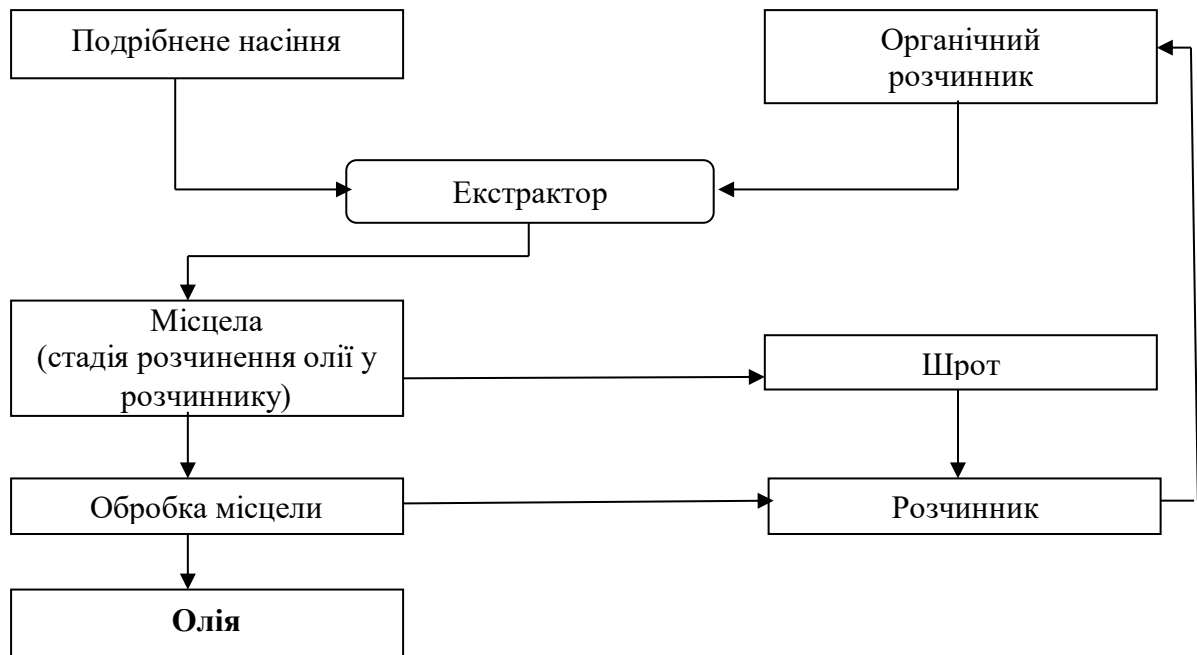 Подрібнене насіння
Органічний
розчинник
Екстрактор
Місцела
(стадія розчинення олії у
розчиннику)
Шрот
Обробка місцели
Розчинник
Олія